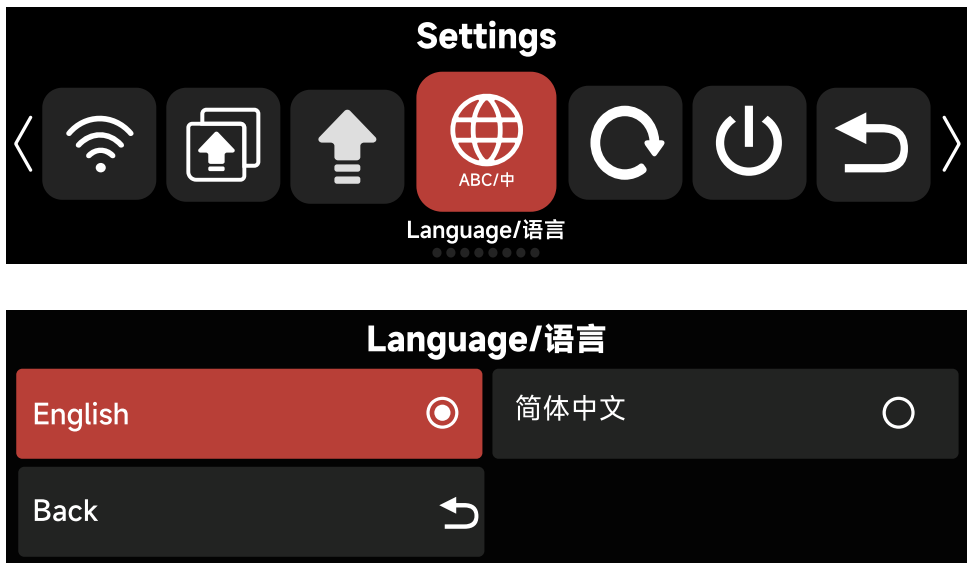 Settings
ABC/中
Language/语言
Language/语言
English
简体中文
Back